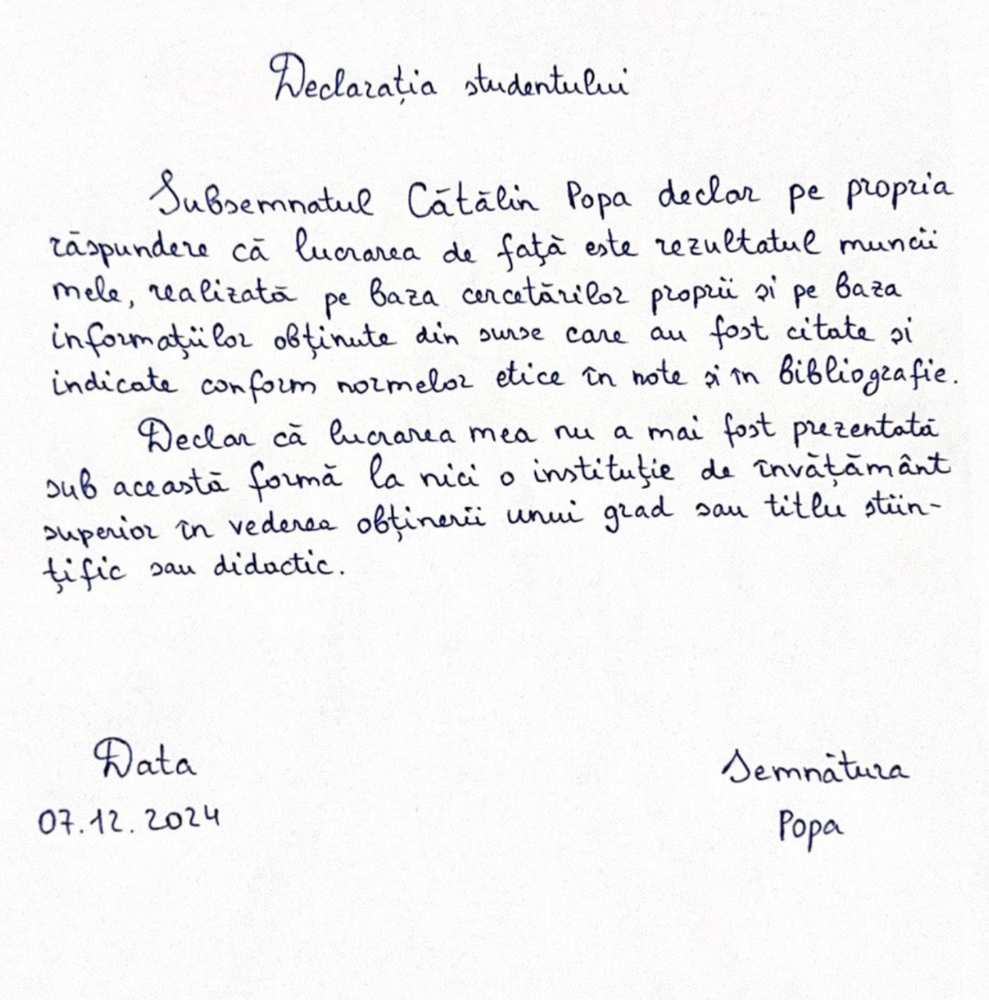 Declarația studentului
Subsemnatul Cătălin Popa declar pe propria
răspundere că lucrarea de față este rezultatul muncii
mele, realizată pe baza cercetărilor proprii și pe baza
informațiilor obținute din surse care au fost citate și
indicate conform normelor etice în note și în bibliografie.
Declar că lucrarea mea nu a mai fost prezentată
sub această formă la nici o instituție de învățământ
superior în vederea obținerii unui grad sau titlu stiin-
țific sau didactic.
Data
07.12.2024
Semnătura
Popa